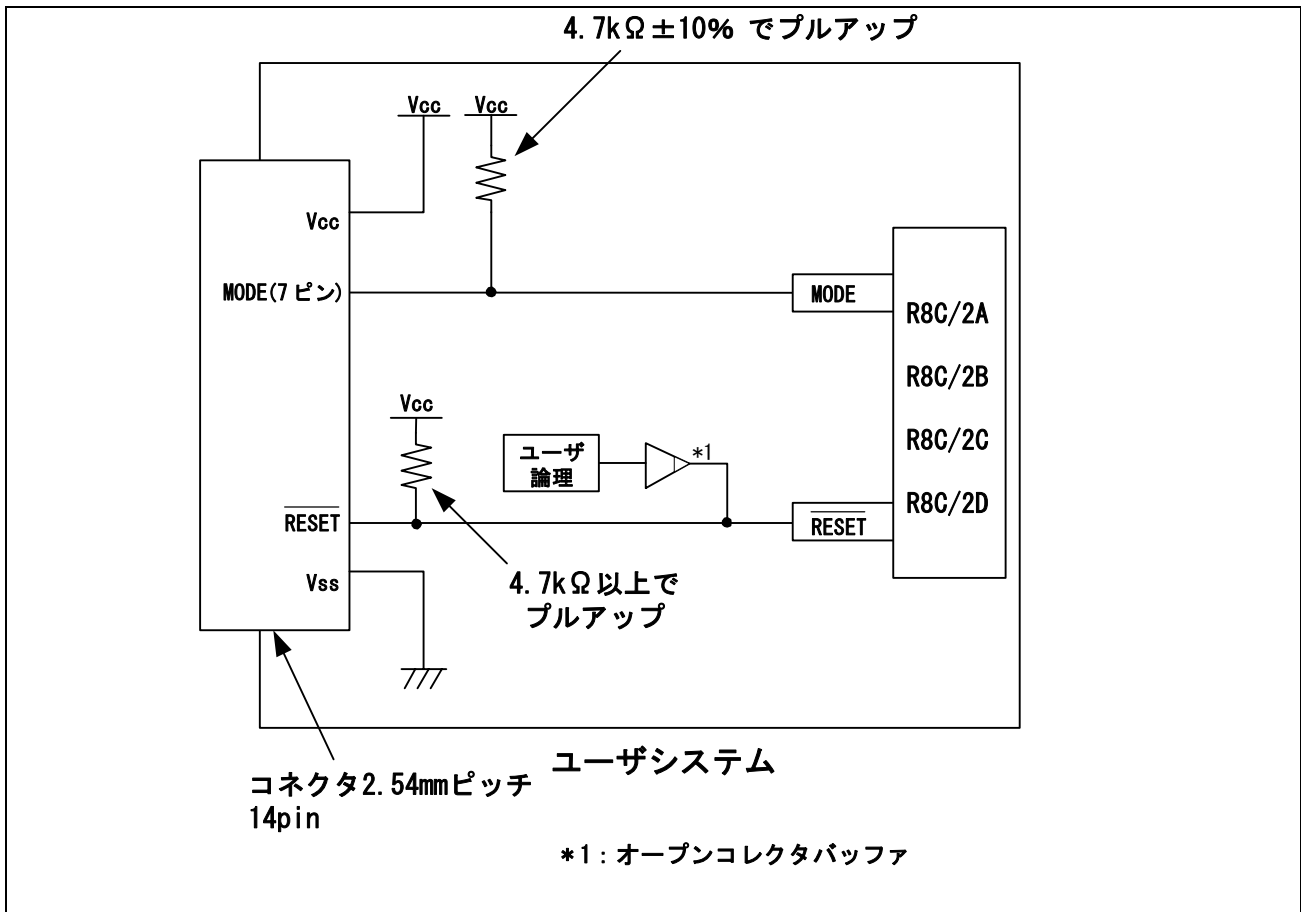 4.7kΩ±10% でプルアップ
Vcc
Vcc
Vcc
MODE(7 ピン)
MODE
R8C/2A
R8C/2B
R8C/2C
R8C/2D
Vcc
ユーザ
論理
*1
RESET
RESET
Vss
4.7kΩ以上で
プルアップ
ユーザシステム
コネクタ2.54mmピッチ
14pin
*1：オープンコレクタバッファ